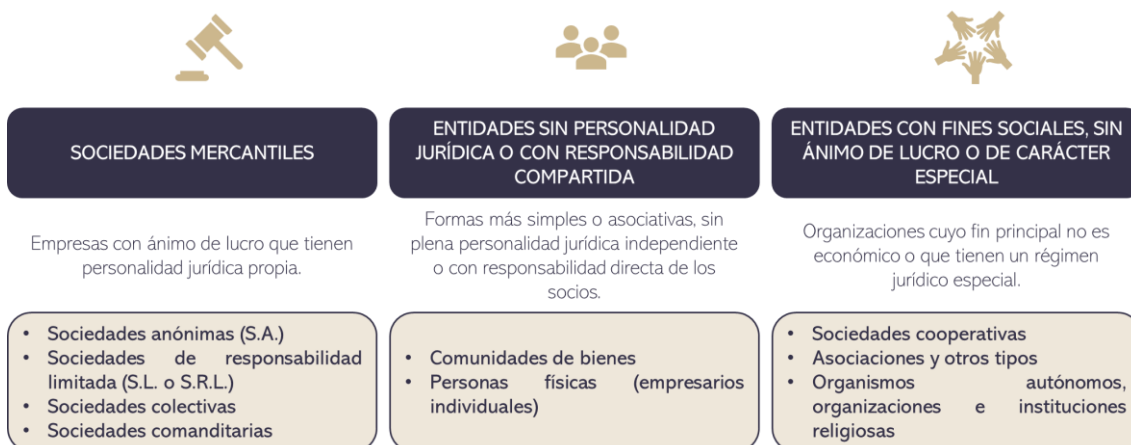 SOCIEDADES MERCANTILES
Empresas con ánimo de lucro que tienen
personalidad jurídica propia.
• Sociedades anónimas (S.A.)
• Sociedades de responsabilidad
limitada (S.L. o S.R.L.)
• Sociedades colectivas
• Sociedades comanditarias
ENTIDADES SIN PERSONALIDAD
JURÍDICA O CON RESPONSABILIDAD
COMPARTIDA
Formas más simples o asociativas, sin
plena personalidad jurídica independiente
o con responsabilidad directa de los
socios.
• Comunidades de bienes
• Personas físicas (empresarios
individuales)
ENTIDADES CON FINES SOCIALES, SIN
ÁNIMO DE LUCRO O DE CARÁCTER
ESPECIAL
Organizaciones cuyo fin principal no es
económico o que tienen un régimen
jurídico especial.
• Sociedades cooperativas
• Asociaciones y otros tipos
• Organismos autónomos,
organizaciones e instituciones
religiosas